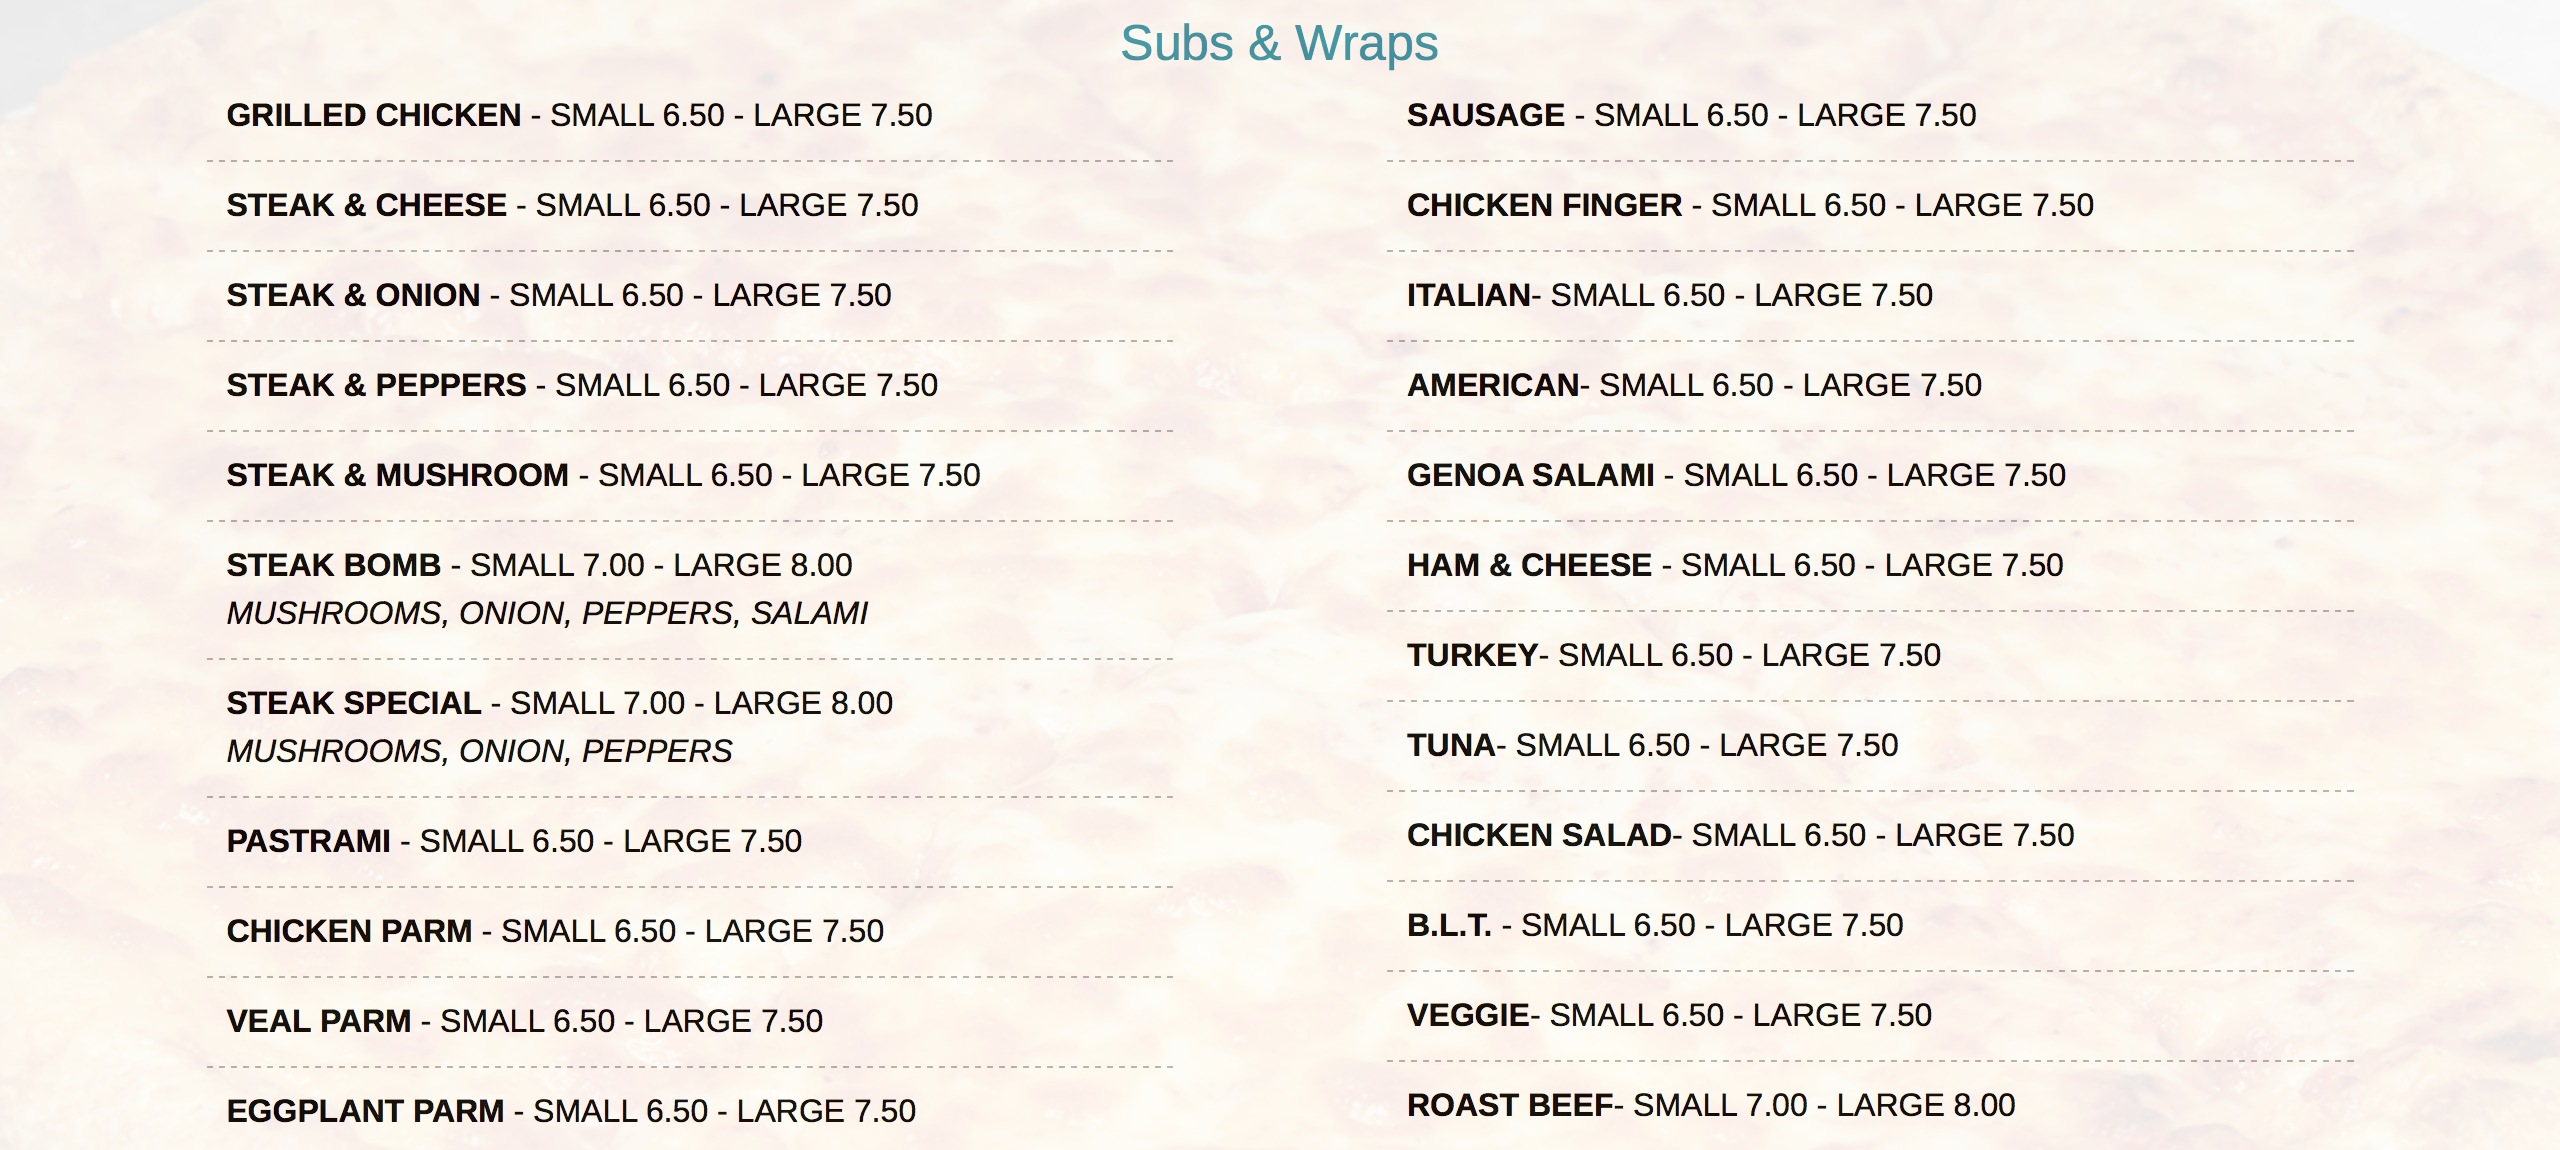 Subs & Wraps
GRILLED CHICKEN - SMALL 6.50 - LARGE 7.50
STEAK & CHEESE - SMALL 6.50 - LARGE 7.50
STEAK & ONION - SMALL 6.50 - LARGE 7.50
STEAK & PEPPERS - SMALL 6.50 - LARGE 7.50
STEAK & MUSHROOM - SMALL 6.50 - LARGE 7.50
STEAK BOMB - SMALL 7.00 - LARGE 8.00
MUSHROOMS, ONION, PEPPERS, SALAMI
STEAK SPECIAL - SMALL 7.00 - LARGE 8.00
MUSHROOMS, ONION, PEPPERS
PASTRAMI - SMALL 6.50 - LARGE 7.50
CHICKEN PARM - SMALL 6.50 - LARGE 7.50
VEAL PARM - SMALL 6.50 - LARGE 7.50
EGGPLANT PARM - SMALL 6.50 - LARGE 7.50
SAUSAGE - SMALL 6.50 - LARGE 7.50
CHICKEN FINGER - SMALL 6.50 - LARGE 7.50
ITALIAN- SMALL 6.50 - LARGE 7.50
AMERICAN- SMALL 6.50 - LARGE 7.50
GENOA SALAMI - SMALL 6.50 - LARGE 7.50
HAM & CHEESE - SMALL 6.50 - LARGE 7.50
TURKEY- SMALL 6.50 - LARGE 7.50
TUNA- SMALL 6.50 - LARGE 7.50
CHICKEN SALAD- SMALL 6.50 - LARGE 7.50
B.L.T. - SMALL 6.50 - LARGE 7.50
VEGGIE- SMALL 6.50 - LARGE 7.50
ROAST BEEF- SMALL 7.00 - LARGE 8.00